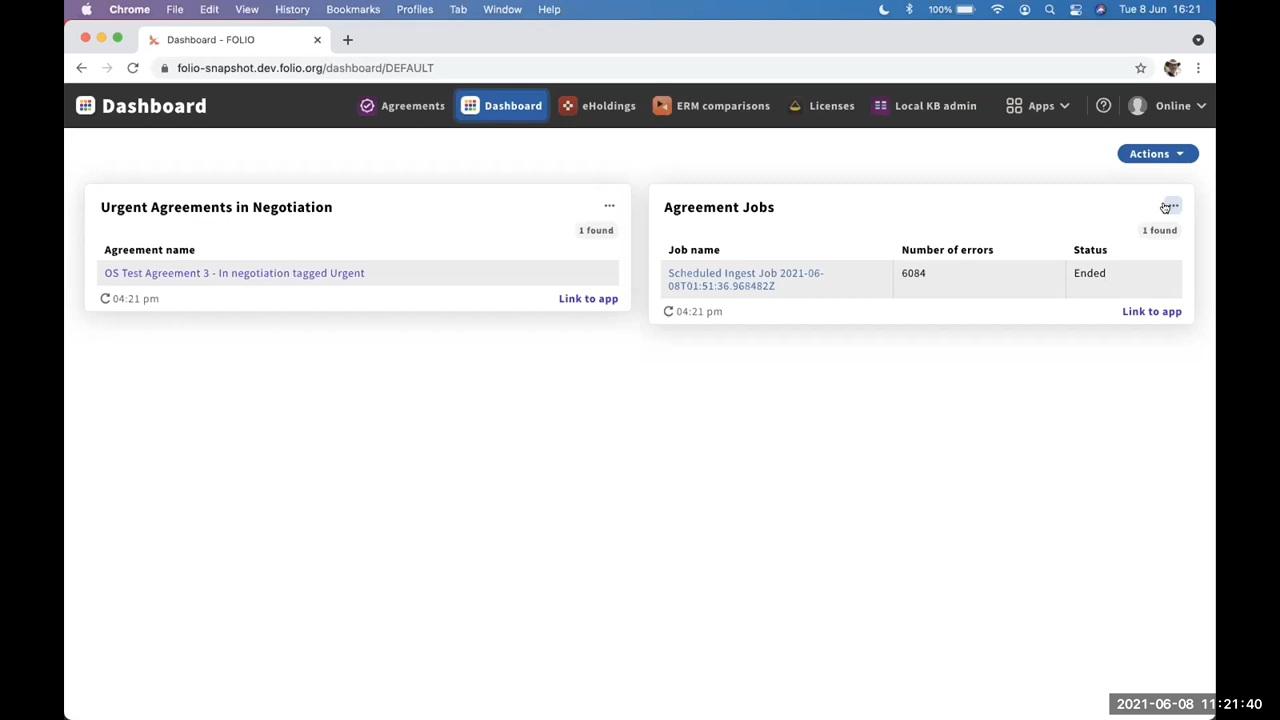 Chrome File Edit View History Bookmarks Profiles Tab Window Help 100% Tue 8 Jun 16:21
Dashboard - FOLIO
folio-snapshot.dev.folio.org/dashboard/DEFAULT
Dashboard Agreements Dashboard eHoldings ERM comparisons Licenses Local KB admin Apps Online
Actions
Urgent Agreements in Negotiation
1 found
Agreement name
OS Test Agreement 3 - In negotiation tagged Urgent
04:21 pm Link to app
Agreement Jobs
1 found
Job name Number of errors Status
Scheduled Ingest Job 2021-06- 6084 Ended
08T01:51:36.968482Z
04:21 pm Link to app
2021-06-08 11:21:40